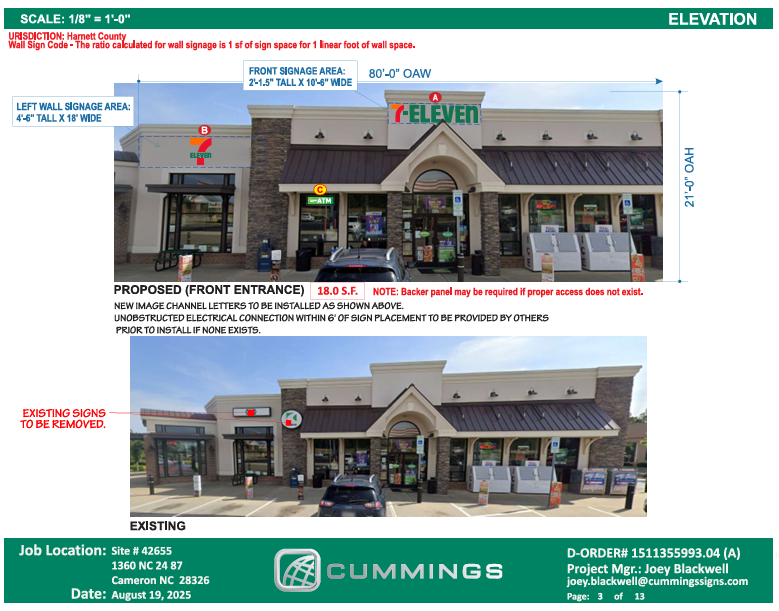 SCALE: 1/8" = 1'-0"
ELEVATION
URISDICTION: Harnett County
Wall Sign Code - The ratio calculated for wall signage is 1 sf of sign space for 1 linear foot of wall space.
FRONT SIGNAGE AREA:
2'-1.5" TALL X 10'-6" WIDE
80'-0" OAW
LEFT WALL SIGNAGE AREA:
4'-6" TALL X 18' WIDE
A
7-ELEVEN
B
7
ELEVEN
C
ATM
21'-0" OAH
PROPOSED (FRONT ENTRANCE)
18.0 S.F.
NOTE: Backer panel may be required if proper access does not exist.
NEW IMAGE CHANNEL LETTERS TO BE INSTALLED AS SHOWN ABOVE.
UNOBSTRUCTED ELECTRICAL CONNECTION WITHIN 6' OF SIGN PLACEMENT TO BE PROVIDED BY OTHERS
PRIOR TO INSTALL IF NONE EXISTS.
EXISTING SIGNS
TO BE REMOVED.
EXISTING
Job Location: Site # 42655
1360 NC 24 87
Cameron NC 28326
Date: August 19, 2025
CUMMINGS
D-ORDER# 1511355993.04 (A)
Project Mgr.: Joey Blackwell
joey.blackwell@cummingssigns.com
Page: 3 of 13